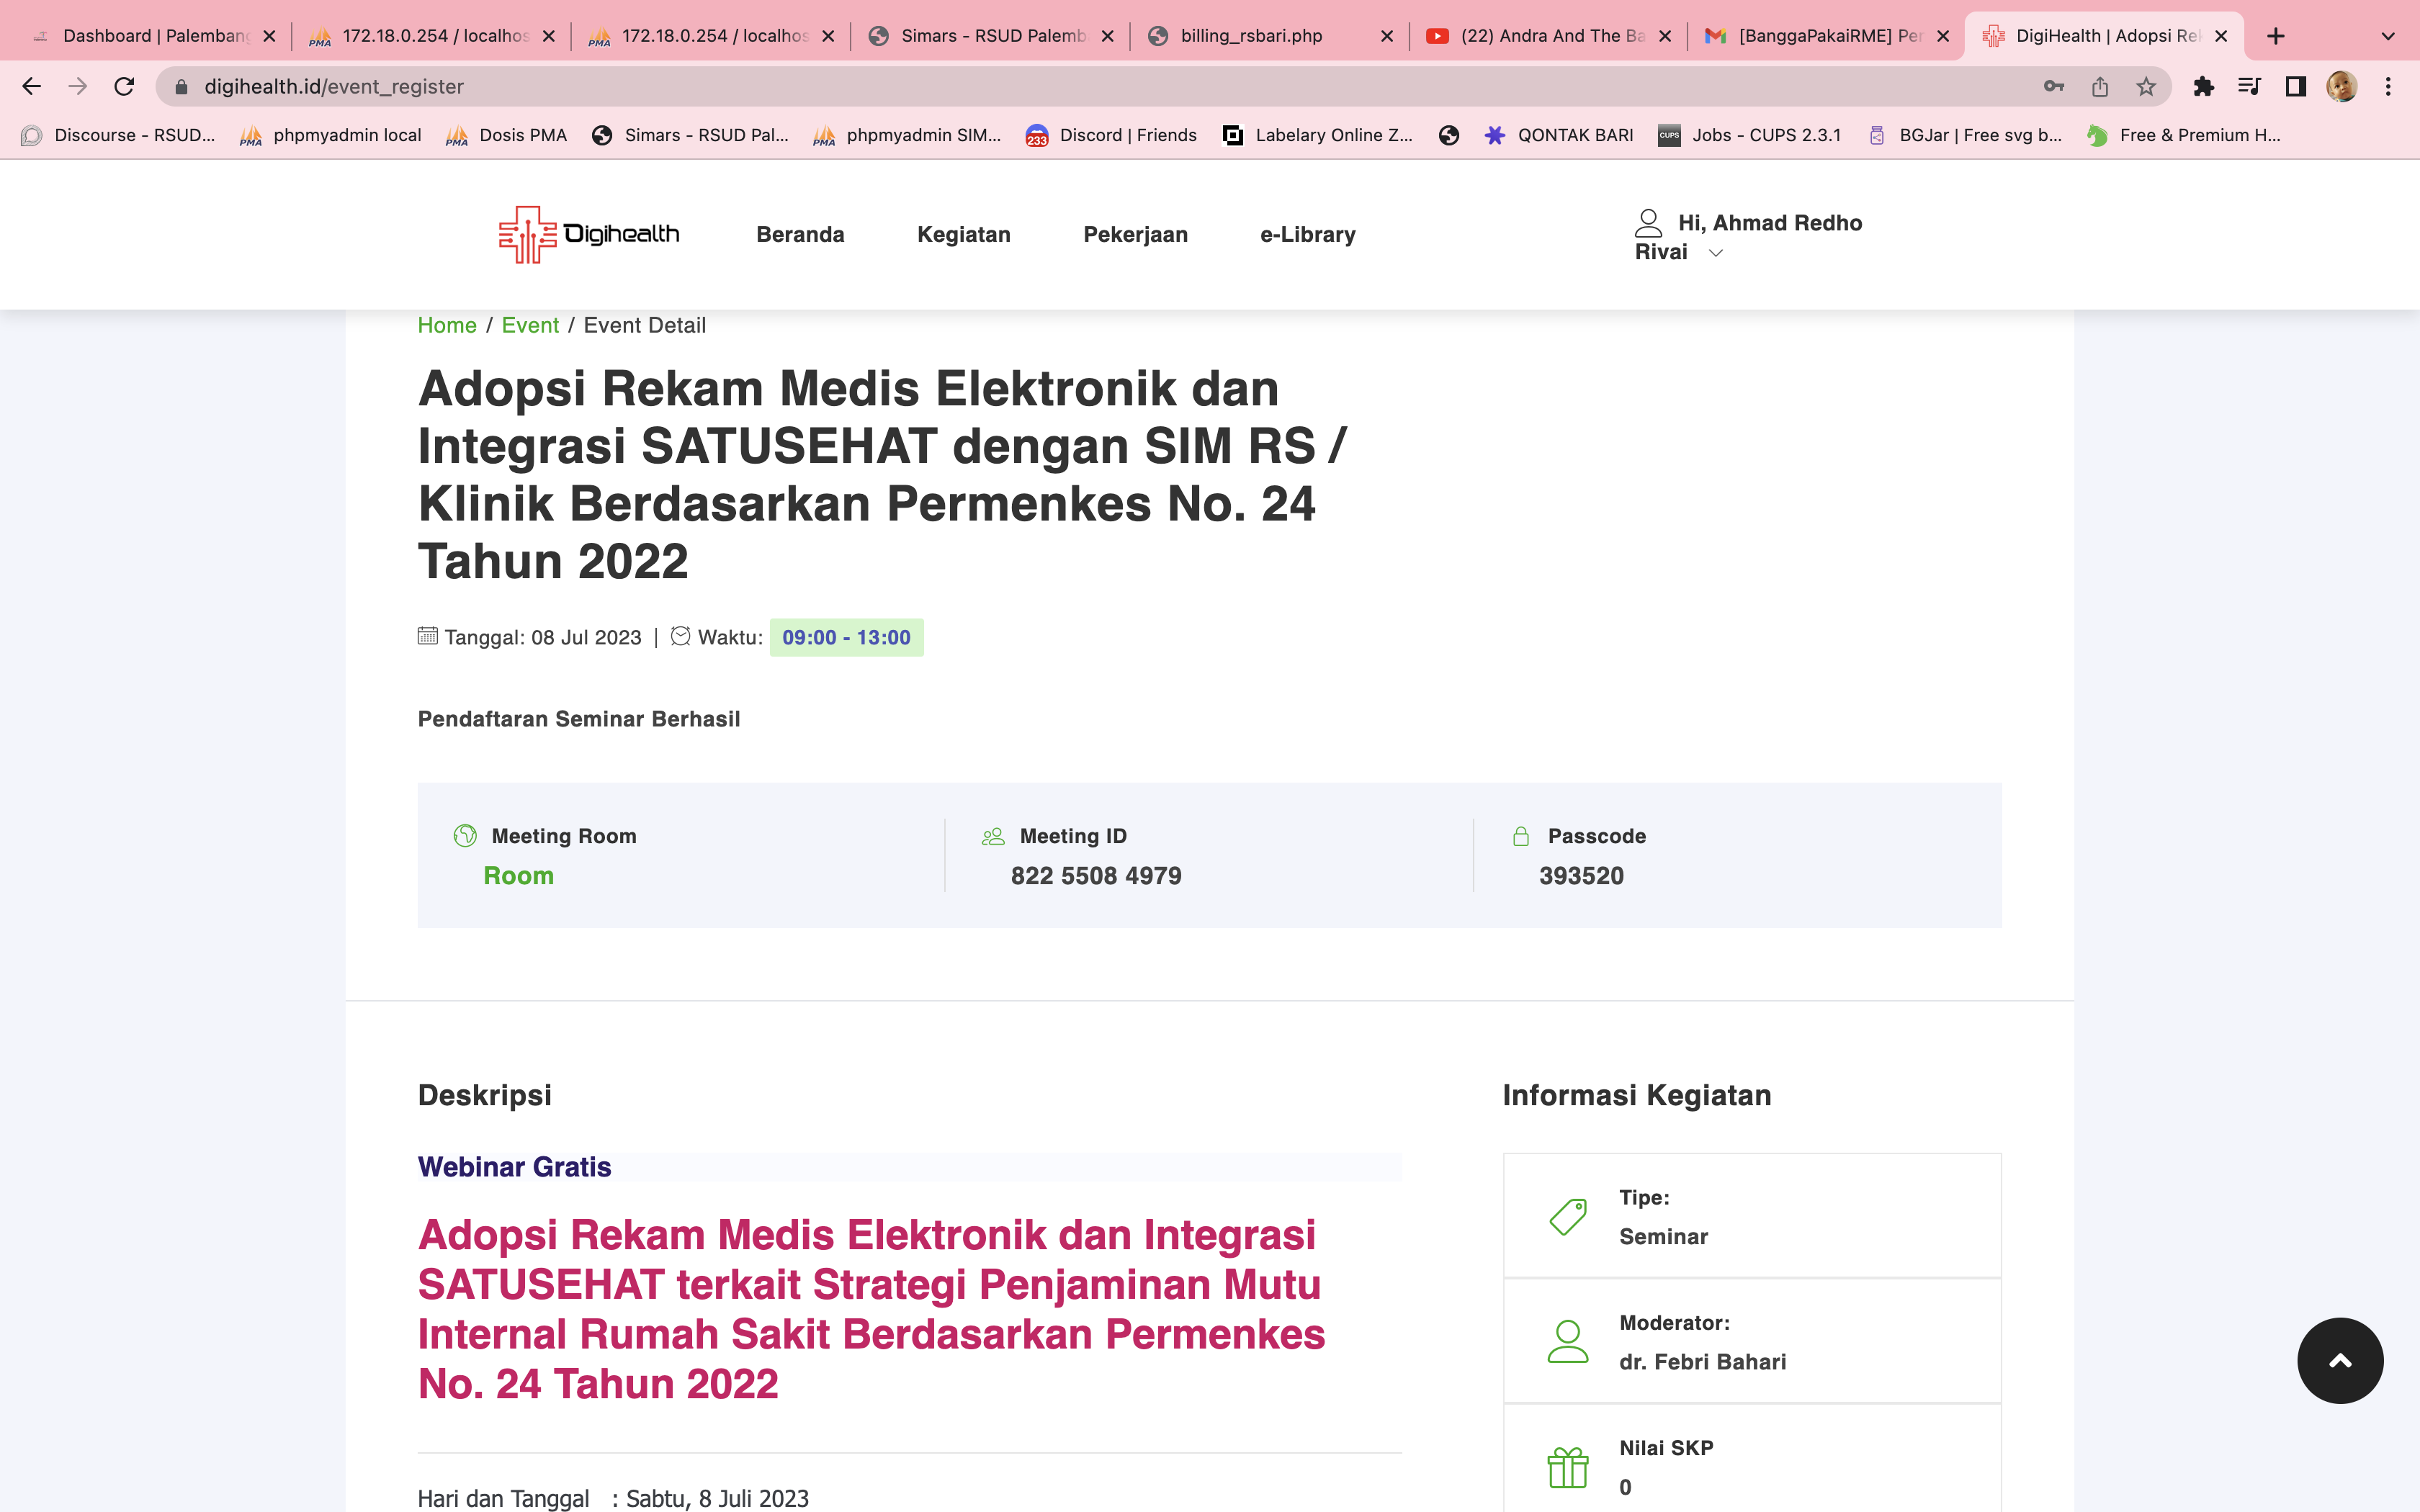 Dashboard | Palembang
172.18.0.254 / localhos
172.18.0.254 / localhos
Simars - RSUD Palemb
billing_rsbari.php
(22) Andra And The Ba
[BanggaPakaiRME] Per
DigiHealth | Adopsi Rek
digihealth.id/event_register
Discourse - RSUD...
phpmyadmin local
Dosis PMA
Simars - RSUD Pal...
phpmyadmin SIM...
233
Discord | Friends
Labelary Online Z...
QONTAK BARI
CUPS
Jobs - CUPS 2.3.1
BGJar | Free svg b...
Free & Premium H...
Digihealth
Beranda
Kegiatan
Pekerjaan
e-Library
Hi, Ahmad Redho
Rivai
Home / Event / Event Detail
Adopsi Rekam Medis Elektronik dan
Integrasi SATUSEHAT dengan SIM RS /
Klinik Berdasarkan Permenkes No. 24
Tahun 2022
Tanggal: 08 Jul 2023 | Waktu: 09:00 - 13:00
Pendaftaran Seminar Berhasil
Meeting Room
Room
Meeting ID
822 5508 4979
Passcode
393520
Deskripsi
Webinar Gratis
Adopsi Rekam Medis Elektronik dan Integrasi
SATUSEHAT terkait Strategi Penjaminan Mutu
Internal Rumah Sakit Berdasarkan Permenkes
No. 24 Tahun 2022
Hari dan Tanggal : Sabtu, 8 Juli 2023
Informasi Kegiatan
Tipe:
Seminar
Moderator:
dr. Febri Bahari
Nilai SKP
0